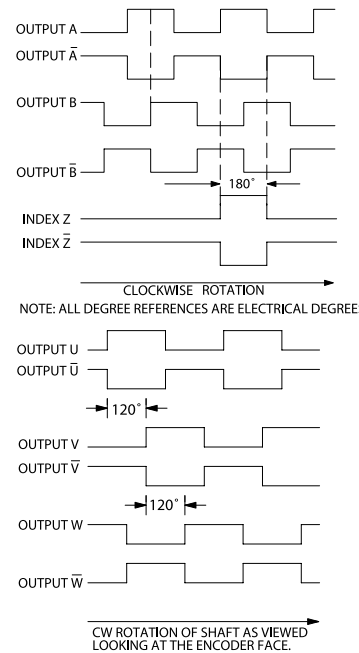 OUTPUT A
OUTPUT A̅
OUTPUT B
OUTPUT B̅
180°
INDEX Z
INDEX Z̅
CLOCKWISE ROTATION
NOTE: ALL DEGREE REFERENCES ARE ELECTRICAL DEGREE
OUTPUT U
OUTPUT U̅
120°
OUTPUT V
OUTPUT V̅
120°
OUTPUT W
OUTPUT W̅
CW ROTATION OF SHAFT AS VIEWED
LOOKING AT THE ENCODER FACE.